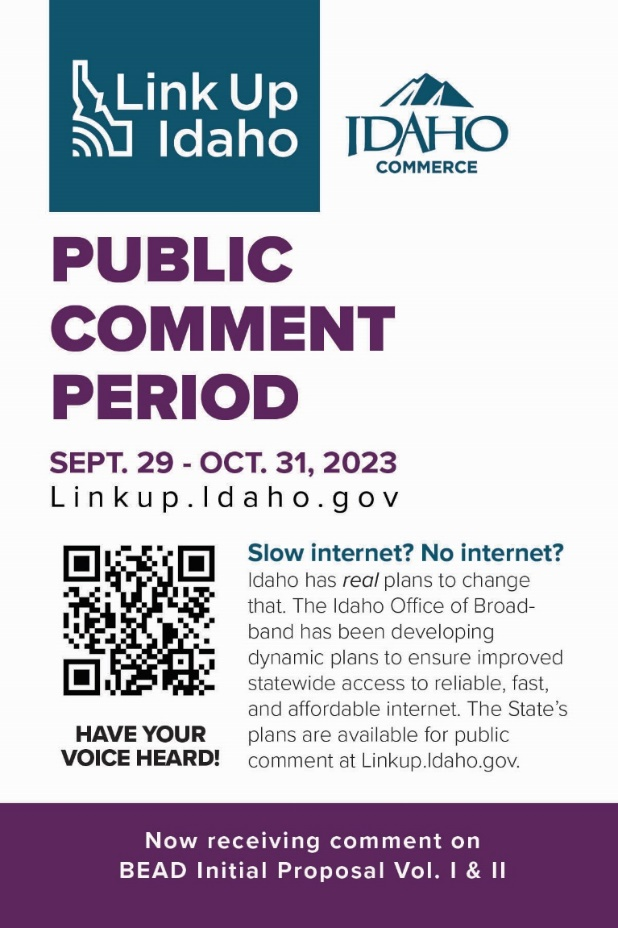 Link Up
Idaho
IDAHO
COMMERCE
PUBLIC
COMMENT
PERIOD
SEPT. 29 - OCT. 31, 2023
Linkup.Idaho.gov
Slow internet? No internet?
Idaho has real plans to change
that. The Idaho Office of Broad-
band has been developing
dynamic plans to ensure improved
statewide access to reliable, fast,
and affordable internet. The State's
plans are available for public
comment at Linkup.Idaho.gov.
HAVE YOUR
VOICE HEARD!
Now receiving comment on
BEAD Initial Proposal Vol. I & II